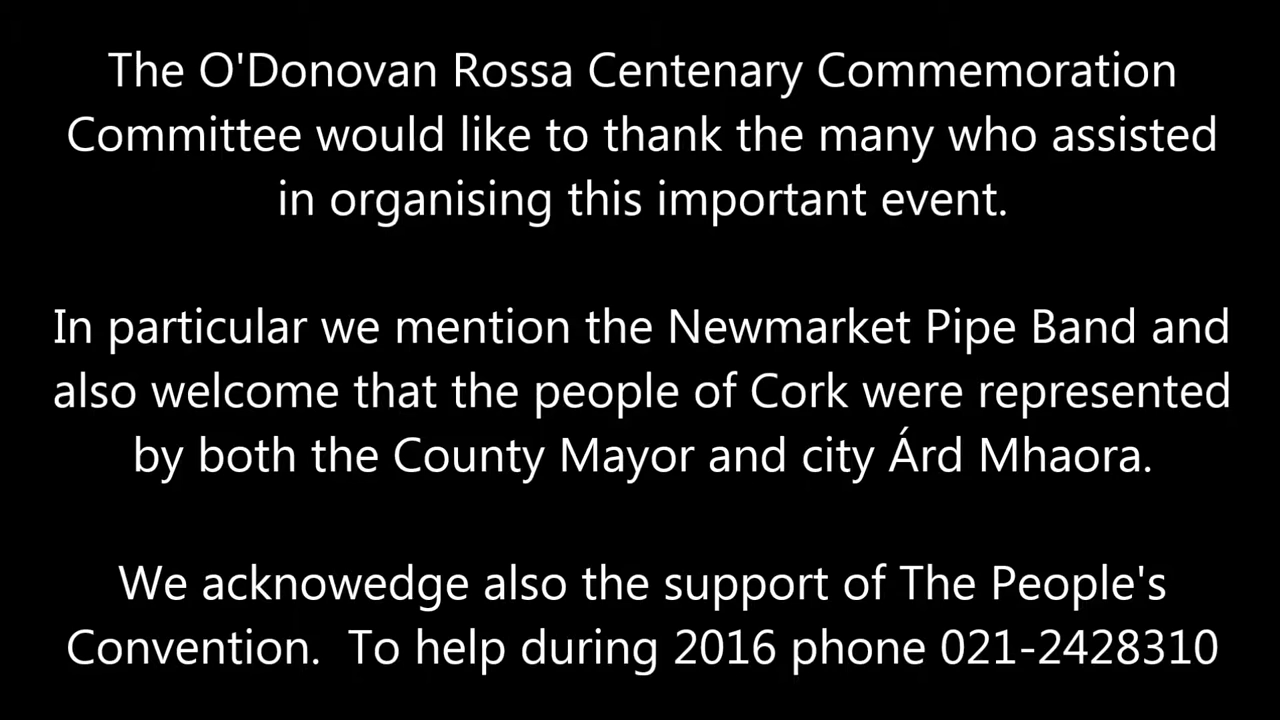 The O'Donovan Rossa Centenary Commemoration
Committee would like to thank the many who assisted
in organising this important event.
In particular we mention the Newmarket Pipe Band and
also welcome that the people of Cork were represented
by both the County Mayor and city Árd Mhaora.
We acknowedge also the support of The People's
Convention.  To help during 2016 phone 021-2428310